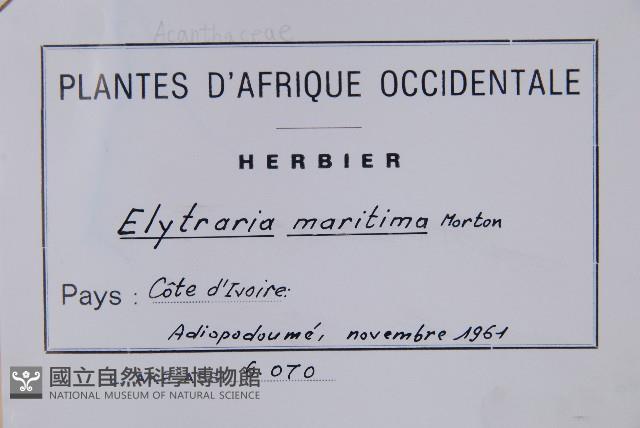 Acanthaceae
PLANTES D'AFRIQUE OCCIDENTALE
HERBIER
Elytraria maritima Morton
Pays : Côte d'Ivoire:
Adiopodoumé, novembre 1961
6.070
國立自然科學博物館
NATIONAL MUSEUM OF NATURAL SCIENCE